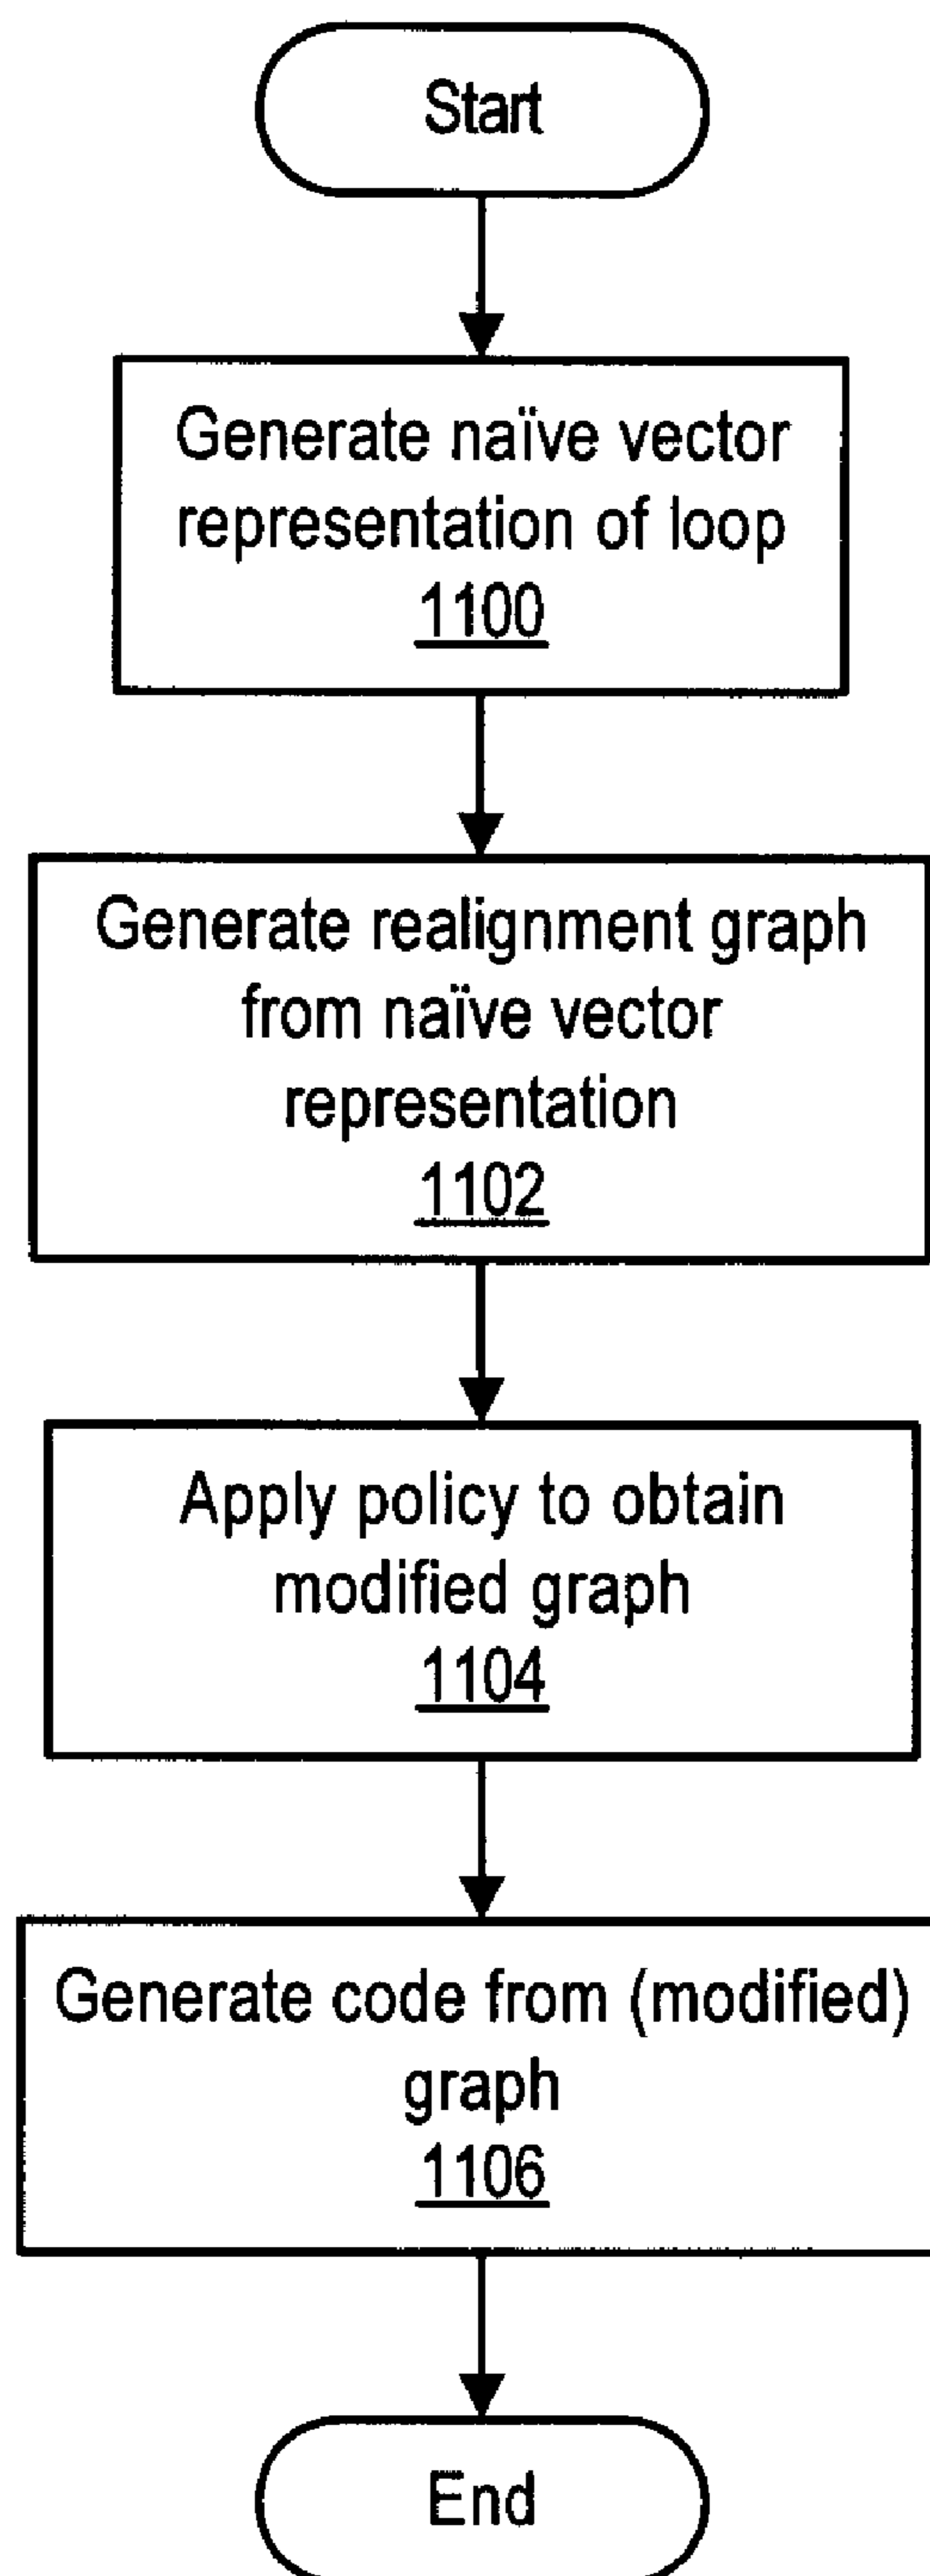 Start
Generate naïve vector
representation of loop
1100
Generate realignment graph
from naïve vector
representation
1102
Apply policy to obtain
modified graph
1104
Generate code from (modified)
graph
1106
End